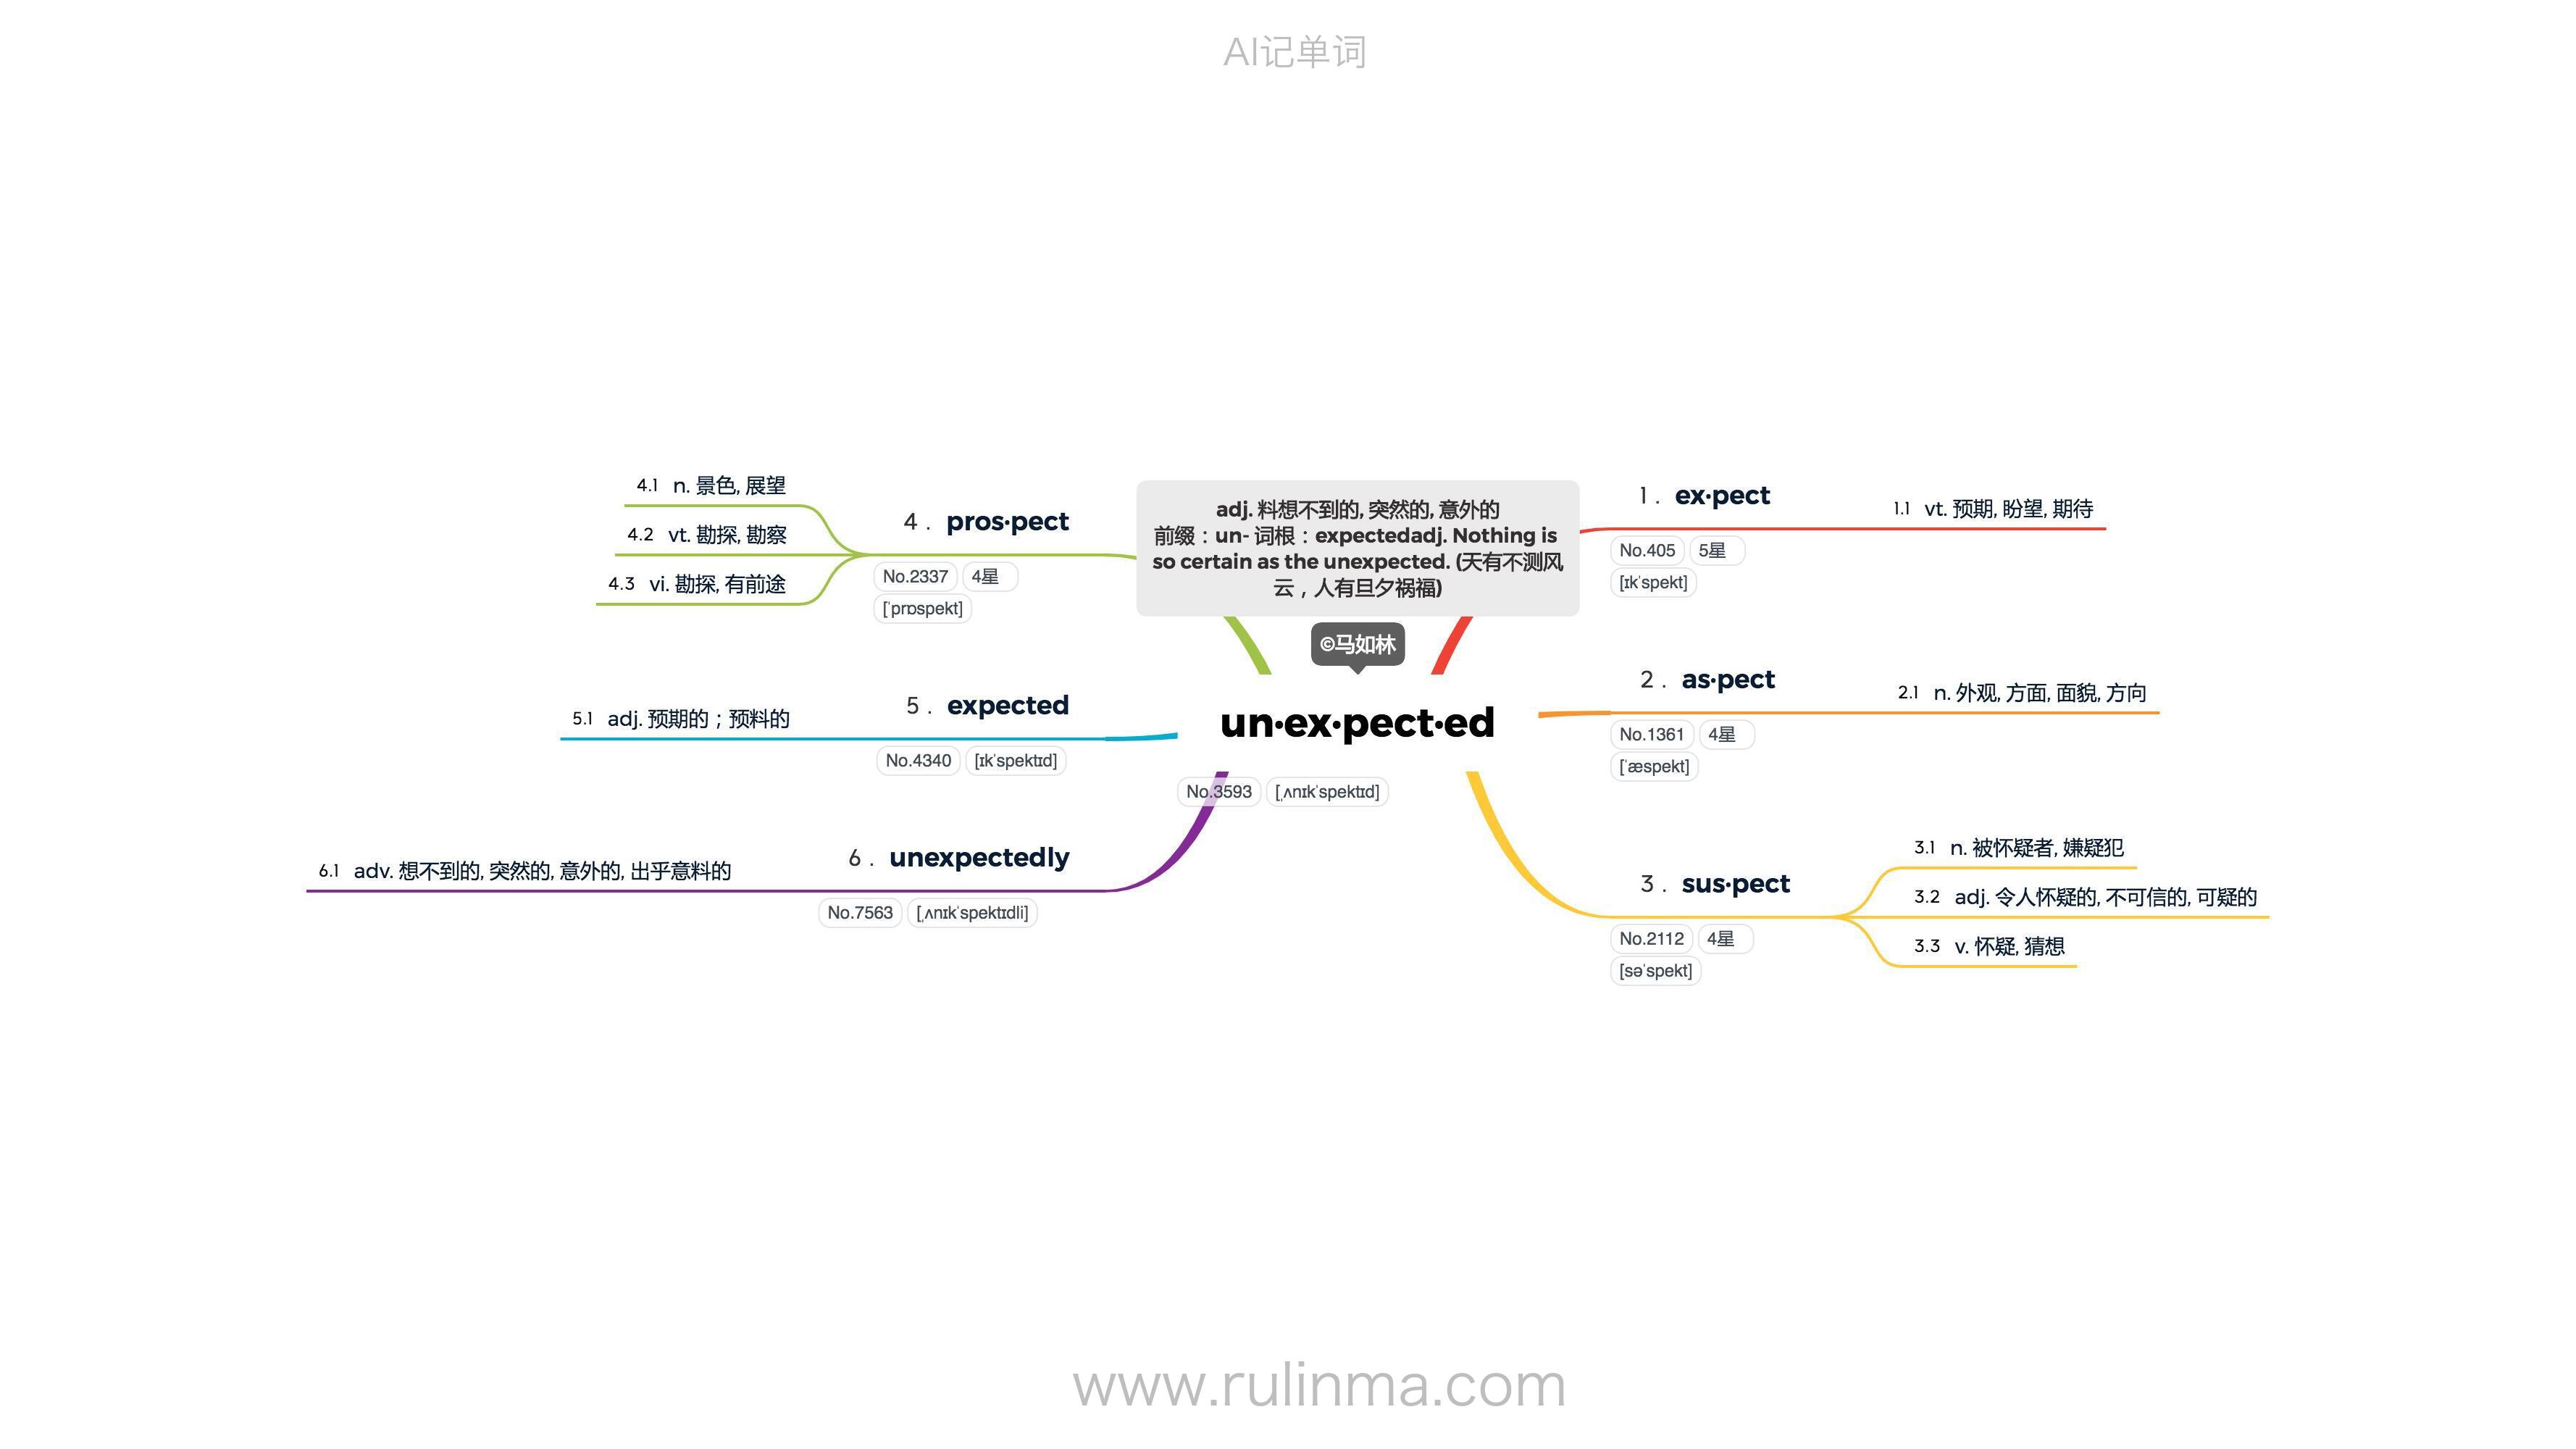 AI记单词
adj. 料想不到的, 突然的, 意外的
前缀：un- 词根：expectedadj. Nothing is
so certain as the unexpected. (天有不测风
云，人有旦夕祸福)
©马如林
un·ex·pect·ed
No.3593 [ˌʌnɪkˈspektɪd]
1 . ex·pect
No.405 5星
[ɪkˈspekt]
1.1 vt. 预期, 盼望, 期待
2 . as·pect
No.1361 4星
[ˈæspekt]
2.1 n. 外观, 方面, 面貌, 方向
3 . sus·pect
No.2112 4星
[səˈspekt]
3.1 n. 被怀疑者, 嫌疑犯
3.2 adj. 令人怀疑的, 不可信的, 可疑的
3.3 v. 怀疑, 猜想
4 . pros·pect
No.2337 4星
[ˈprɒspekt]
4.1 n. 景色, 展望
4.2 vt. 勘探, 勘察
4.3 vi. 勘探, 有前途
5 . expected
No.4340 [ɪkˈspektɪd]
5.1 adj. 预期的；预料的
6 . unexpectedly
No.7563 [ˌʌnɪkˈspektɪdli]
6.1 adv. 想不到的, 突然的, 意外的, 出乎意料的
www.rulinma.com